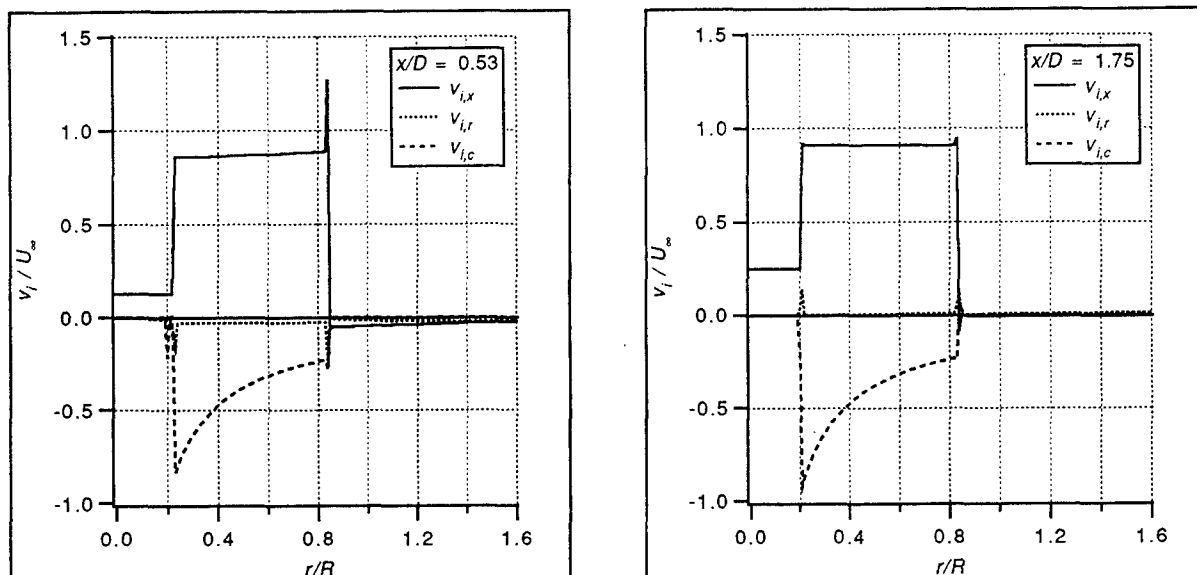 1.5
1.0
0.5
0.0
-0.5
-1.0
v_i / U_∞
x/D = 0.53
v_{i,x}
v_{i,r}
v_{i,c}
0.0 0.4 0.8 1.2 1.6
r/R
1.5
1.0
0.5
0.0
-0.5
-1.0
v_i / U_∞
x/D = 1.75
v_{i,x}
v_{i,r}
v_{i,c}
0.0 0.4 0.8 1.2 1.6
r/R